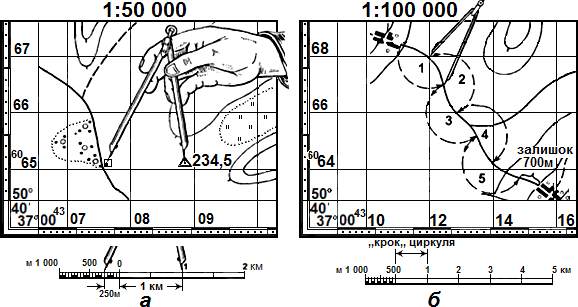 1:50 000
67
66
60 65
234,5
50°
40'
37°00' 43 07 08 09
м 1 000 500 0 1 2 км
250м
1 км
а
1:100 000
68
66
60 64
1
2
3
4
5
залишок
700м
50°
40'
37°00' 43 10 12 14 16
„крок„ циркуля
м 1 000 500 0 1 2 3 4 5 км
б